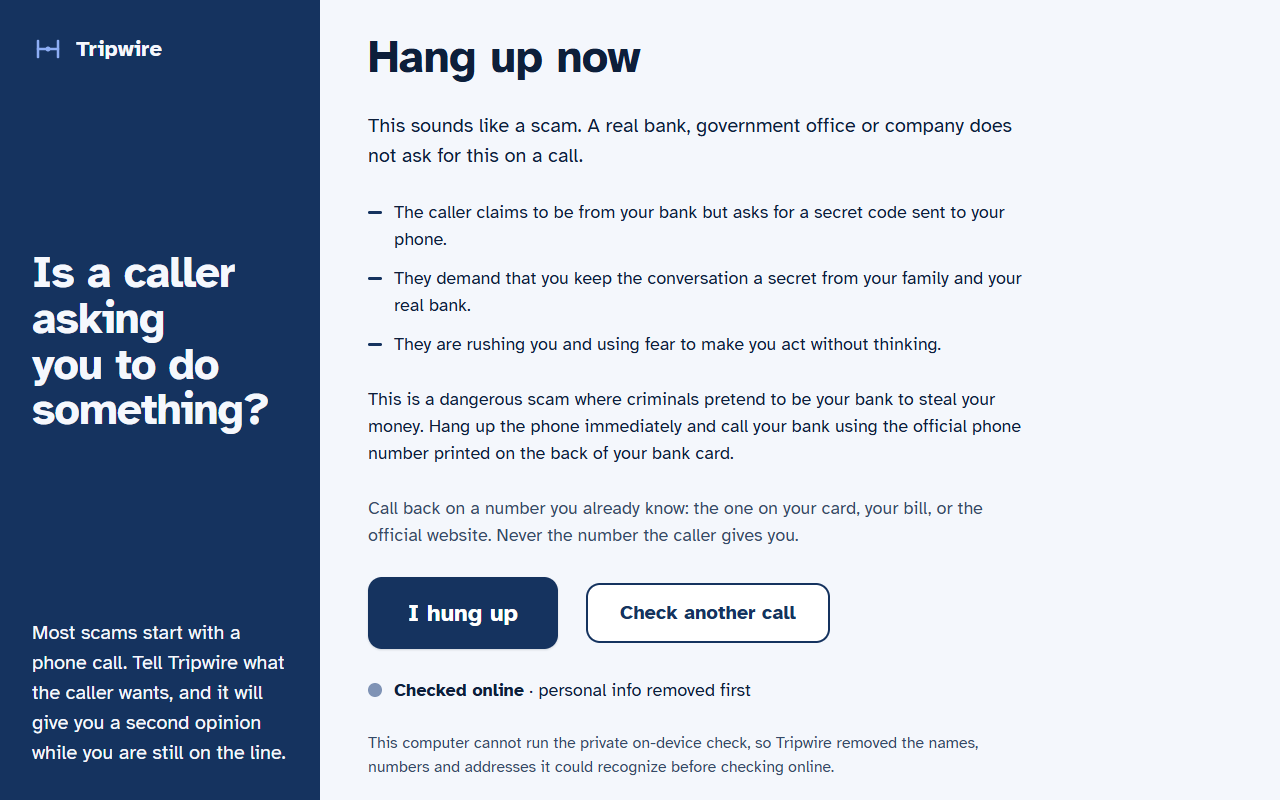 Tripwire
Is a caller
asking
you to do
something?
Most scams start with a
phone call. Tell Tripwire what
the caller wants, and it will
give you a second opinion
while you are still on the line.
Hang up now
This sounds like a scam. A real bank, government office or company does
not ask for this on a call.
The caller claims to be from your bank but asks for a secret code sent to your
phone.
They demand that you keep the conversation a secret from your family and your
real bank.
They are rushing you and using fear to make you act without thinking.
This is a dangerous scam where criminals pretend to be your bank to steal your
money. Hang up the phone immediately and call your bank using the official phone
number printed on the back of your bank card.
Call back on a number you already know: the one on your card, your bill, or the
official website. Never the number the caller gives you.
I hung up
Check another call
Checked online · personal info removed first
This computer cannot run the private on-device check, so Tripwire removed the names,
numbers and addresses it could recognize before checking online.